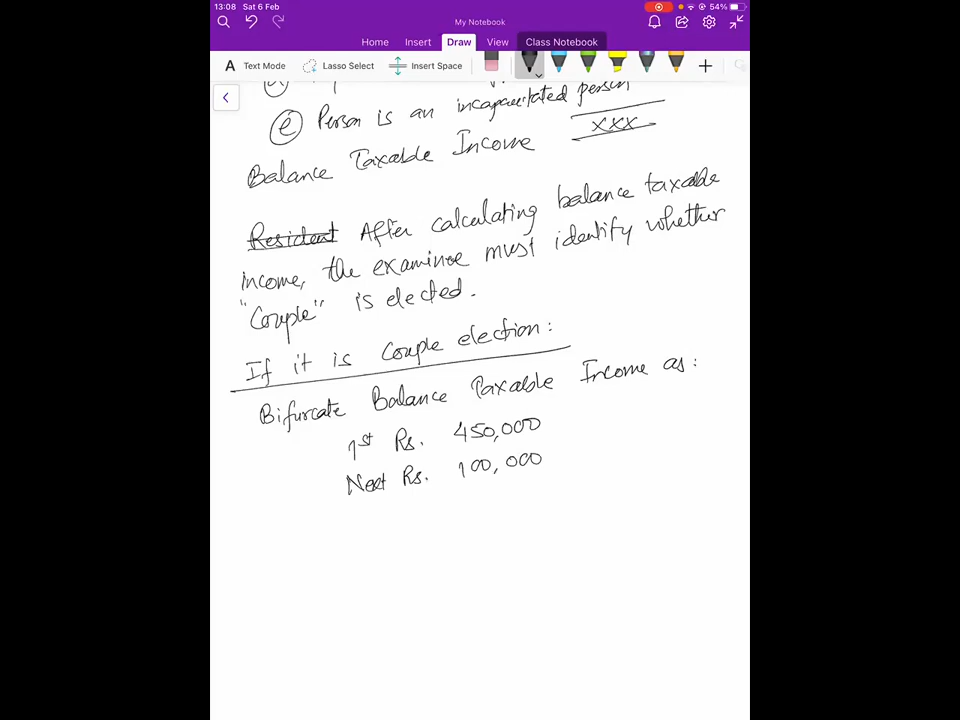 13:08 Sat 6 Feb
54%
My Notebook
Home Insert Draw View Class Notebook
A Text Mode Lasso Select Insert Space
e Person is an incapacitated person
xxx
Balance Taxable Income
Resident After calculating balance taxable
income, the examinee must identify whether
"Couple" is elected.
If it is Couple election:
Bifurcate Balance Taxable Income as:
1st Rs. 450,000
Next Rs. 100,000